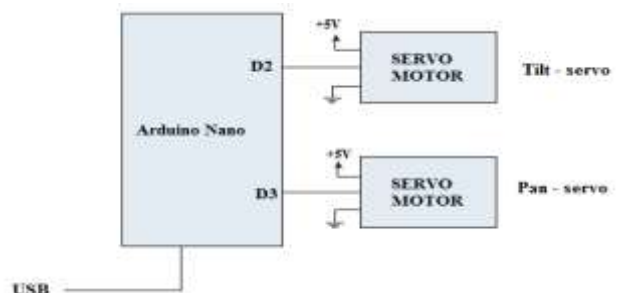 +5V
D2
SERVO
MOTOR
Tilt - servo
Arduino Nano
+5V
D3
SERVO
MOTOR
Pan - servo
USB